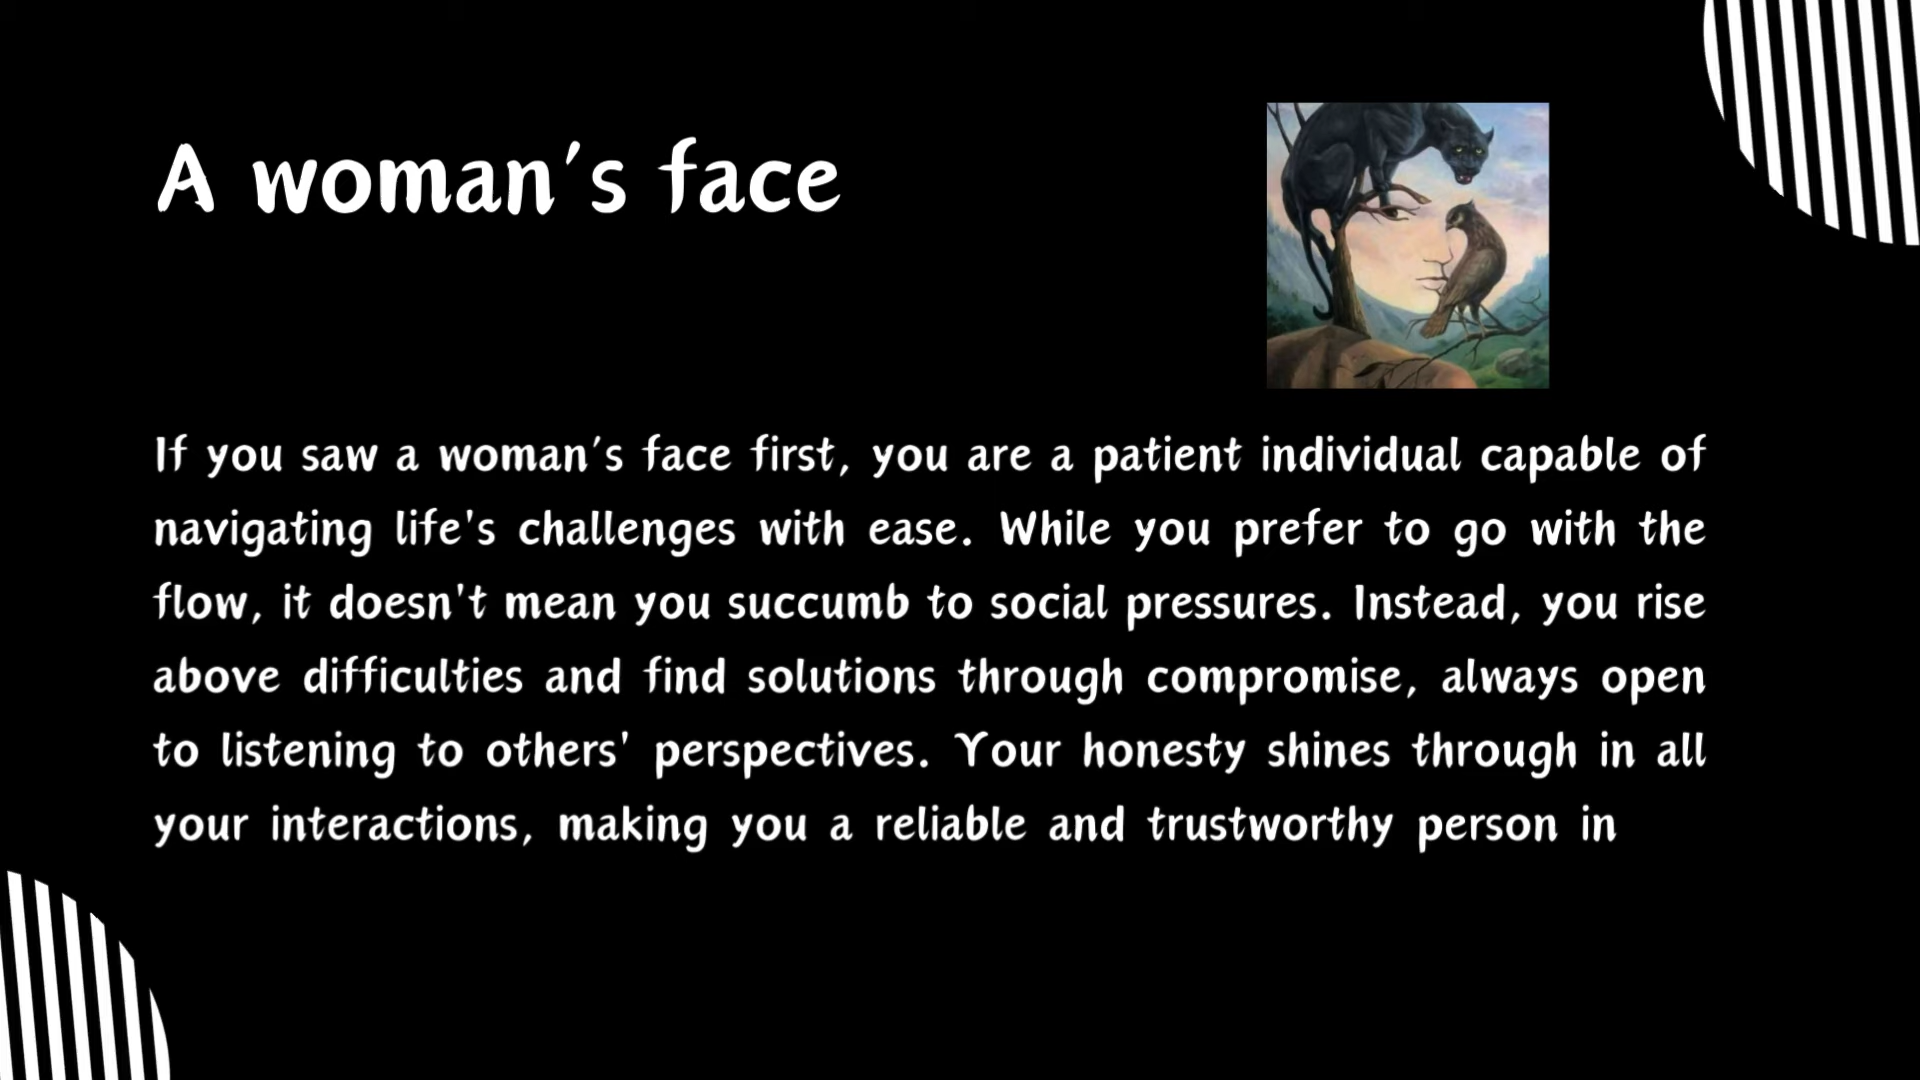 A woman's face
If you saw a woman's face first, you are a patient individual capable of
navigating life's challenges with ease. While you prefer to go with the
flow, it doesn't mean you succumb to social pressures. Instead, you rise
above difficulties and find solutions through compromise, always open
to listening to others' perspectives. Your honesty shines through in all
your interactions, making you a reliable and trustworthy person in